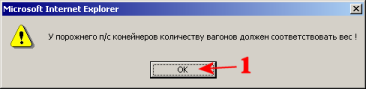 Microsoft Internet Explorer
У порожнего п/с конейнеров количеству вагонов должен соответствовать вес !
OK
1